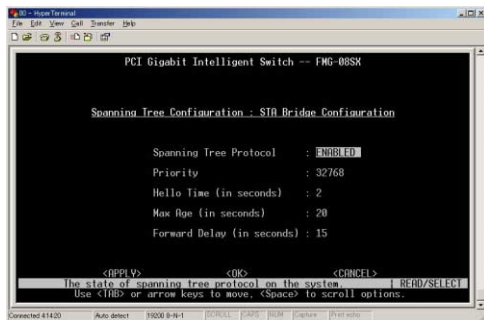 80 - HyperTerminal
File Edit View Call Transfer Help
PCI Gigabit Intelligent Switch -- FMG-08SX
Spanning Tree Configuration : STA Bridge Configuration
Spanning Tree Protocol : ENABLED
Priority : 32768
Hello Time (in seconds) : 2
Max Age (in seconds) : 20
Forward Delay (in seconds) : 15
<APPLY> <OK> <CANCEL>
The state of spanning tree protocol on the system. | READ/SELECT
Use <TAB> or arrow keys to move, <Space> to scroll options.
Connected 4:14:20 Auto detect 19200 8-N-1 SCROLL CAPS NUM Capture Print echo